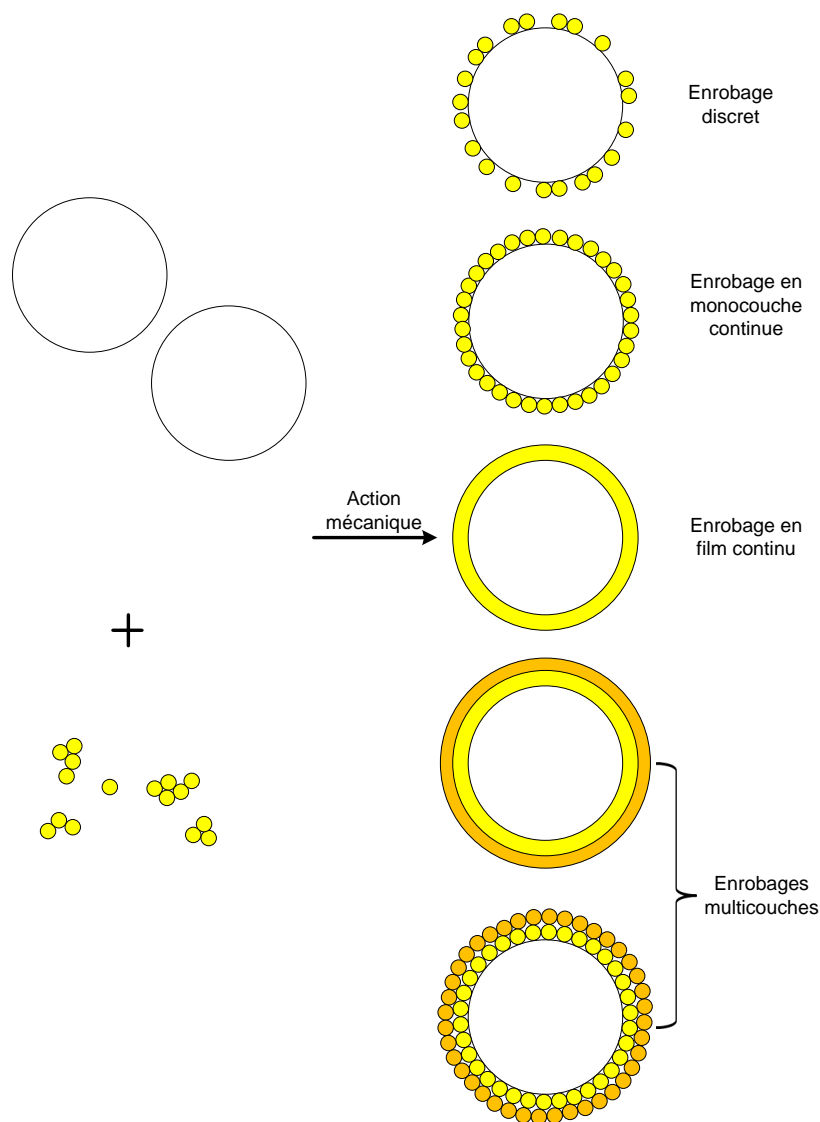 Enrobage
discret
Enrobage en
monocouche
continue
Action
mécanique
Enrobage en
film continu
+
Enrobages
multicouches